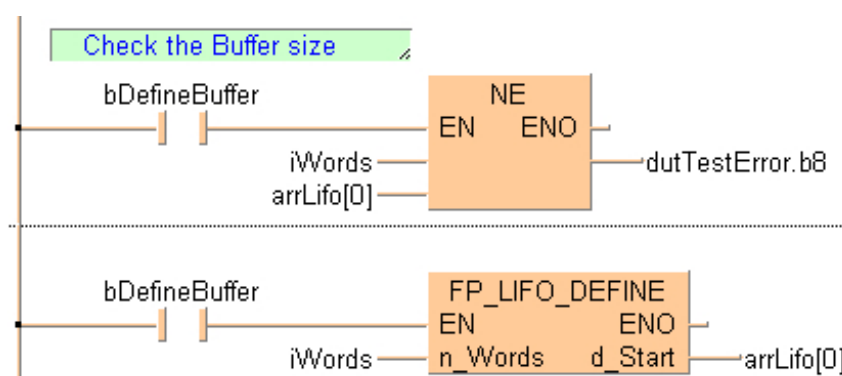 Check the Buffer size
bDefineBuffer
NE
EN ENO
iWords
dutTestError.b8
arrLifo[0]
bDefineBuffer
FP_LIFO_DEFINE
EN ENO
iWords n_Words d_Start arrLifo[0]